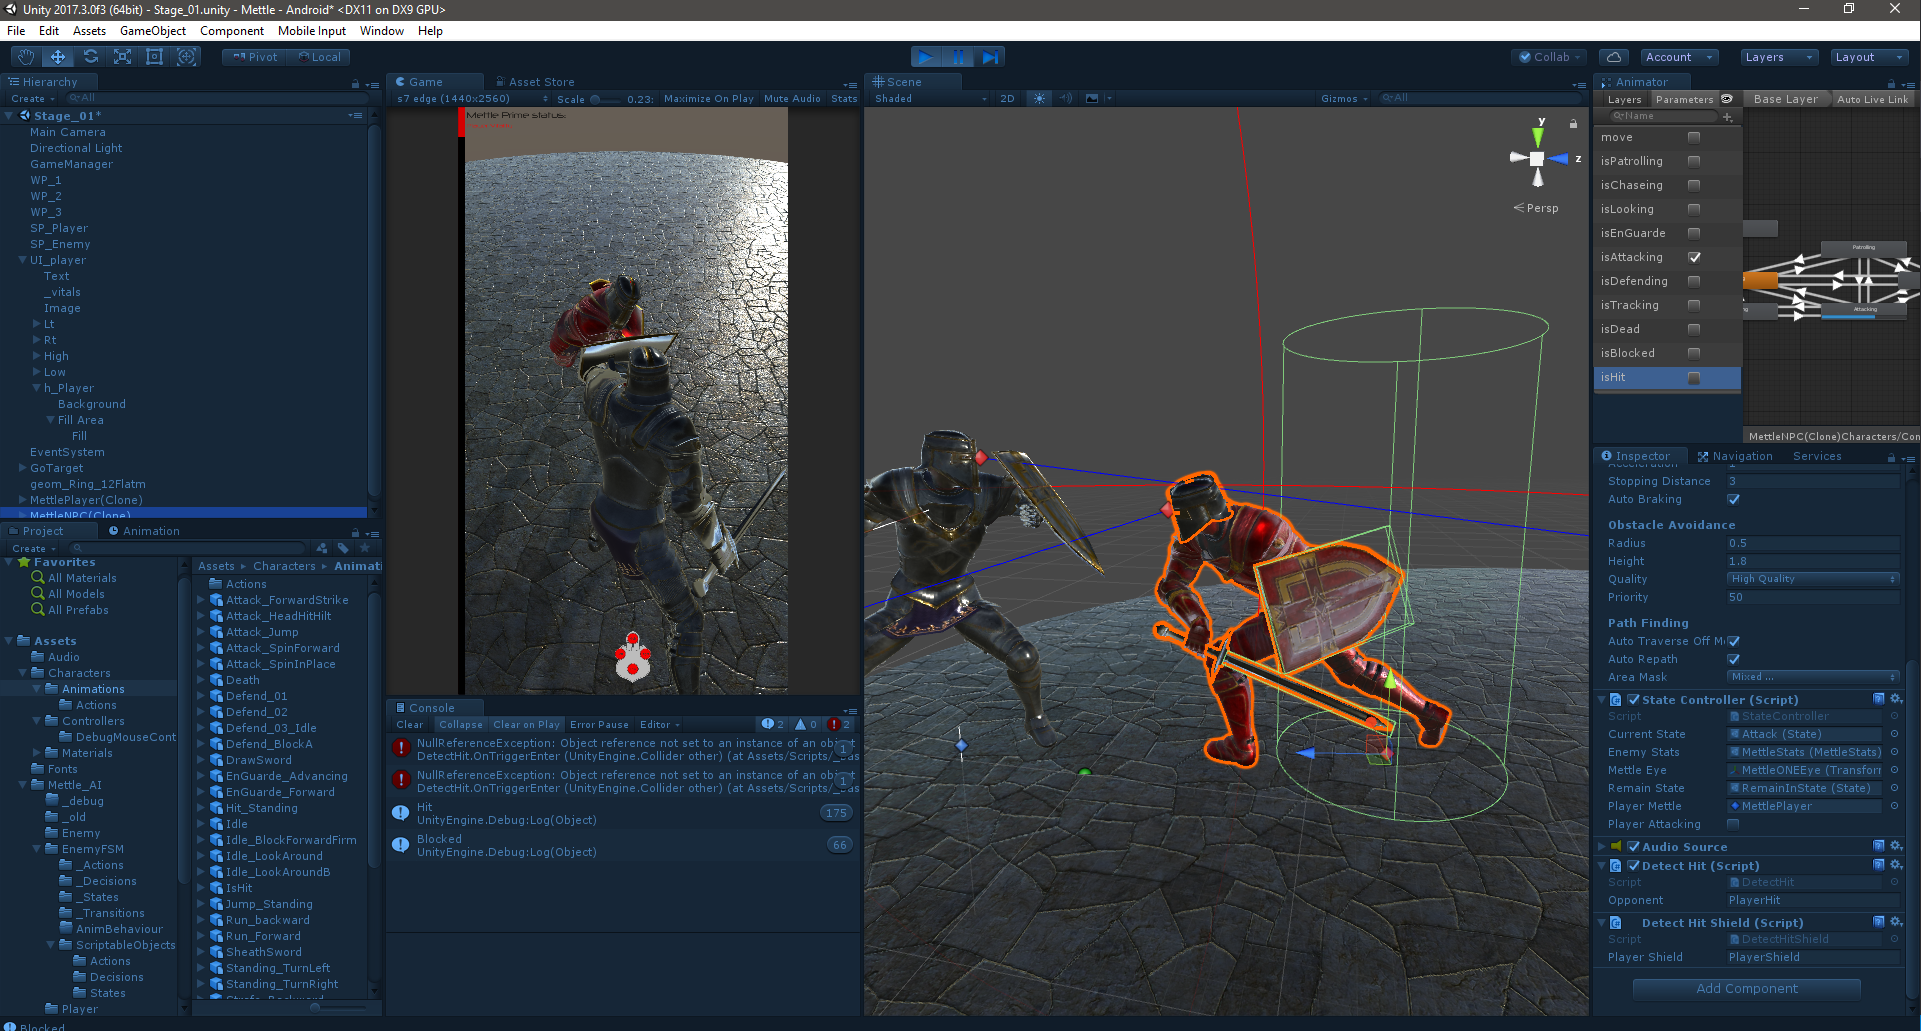 Unity 2017.3.0f3 (64bit) - Stage_01.unity - Mettle - Android* <DX11 on DX9 GPU>
File Edit Assets GameObject Component Mobile Input Window Help
Pivot Local
Collab Account Layers Layout
Hierarchy
Create All
Stage_01*
Main Camera
Directional Light
GameManager
WP_1
WP_2
WP_3
SP_Player
SP_Enemy
UI_player
Text
_vitals
Image
Lt
Rt
High
Low
h_Player
Background
Fill Area
Fill
EventSystem
GoTarget
geom_Ring_12Flatm
MettlePlayer(Clone)
MettleNPC(Clone)
Project Animation
Create
Favorites
All Materials
All Models
All Prefabs
Assets
Audio
Characters
Animations
Actions
Controllers
DebugMouseCont
Materials
Fonts
Mettle_AI
_debug
_old
Enemy
EnemyFSM
_Actions
_Decisions
_States
_Transitions
AnimBehaviour
ScriptableObjects
Actions
Decisions
States
Player
Assets Characters Animati
Actions
Attack_ForwardStrike
Attack_HeadHitHilt
Attack_Jump
Attack_SpinForward
Attack_SpinInPlace
Death
Defend_01
Defend_02
Defend_03_Idle
Defend_BlockA
DrawSword
EnGuarde_Advancing
EnGuarde_Forward
Hit_Standing
Idle
Idle_BlockForwardFirm
Idle_LookAround
Idle_LookAroundB
IsHit
Jump_Standing
Run_backward
Run_Forward
SheathSword
Standing_TurnLeft
Standing_TurnRight
Strafe_Backward
Blocked
Game Asset Store
s7 edge (1440x2560) Scale 0.23: Maximize On Play Mute Audio Stats
Mettle Prime status:
Console
Clear Collapse Clear on Play Error Pause Editor 2 0 2
NullReferenceException: Object reference not set to an instance of an object 1
DetectHit.OnTriggerEnter (UnityEngine.Collider other) (at Assets/Scripts/_Bas
NullReferenceException: Object reference not set to an instance of an object 1
DetectHit.OnTriggerEnter (UnityEngine.Collider other) (at Assets/Scripts/_Bas
Hit 175
UnityEngine.Debug:Log(Object)
Blocked 66
UnityEngine.Debug:Log(Object)
Scene
Shaded 2D Gizmos All
y
z
Persp
Animator
Layers Parameters Base Layer Auto Live Link
Name
move
isPatrolling
isChaseing
isLooking
isEnGuarde
isAttacking
isDefending
isTracking
isDead
isBlocked
isHit
Patrolling
Attacking
MettleNPC(Clone)Characters/Con
Inspector Navigation Services
Acceleration
Stopping Distance 3
Auto Braking
Obstacle Avoidance
Radius 0.5
Height 1.8
Quality High Quality
Priority 50
Path Finding
Auto Traverse Off M
Auto Repath
Area Mask Mixed ...
State Controller (Script)
Script StateController
Current State Attack (State)
Enemy Stats MettleStats (MettleStats)
Mettle Eye MettleONEEye (Transforr
Remain State RemainInState (State)
Player Mettle MettlePlayer
Player Attacking
Audio Source
Detect Hit (Script)
Script DetectHit
Opponent PlayerHit
Detect Hit Shield (Script)
Script DetectHitShield
Player Shield PlayerShield
Add Component